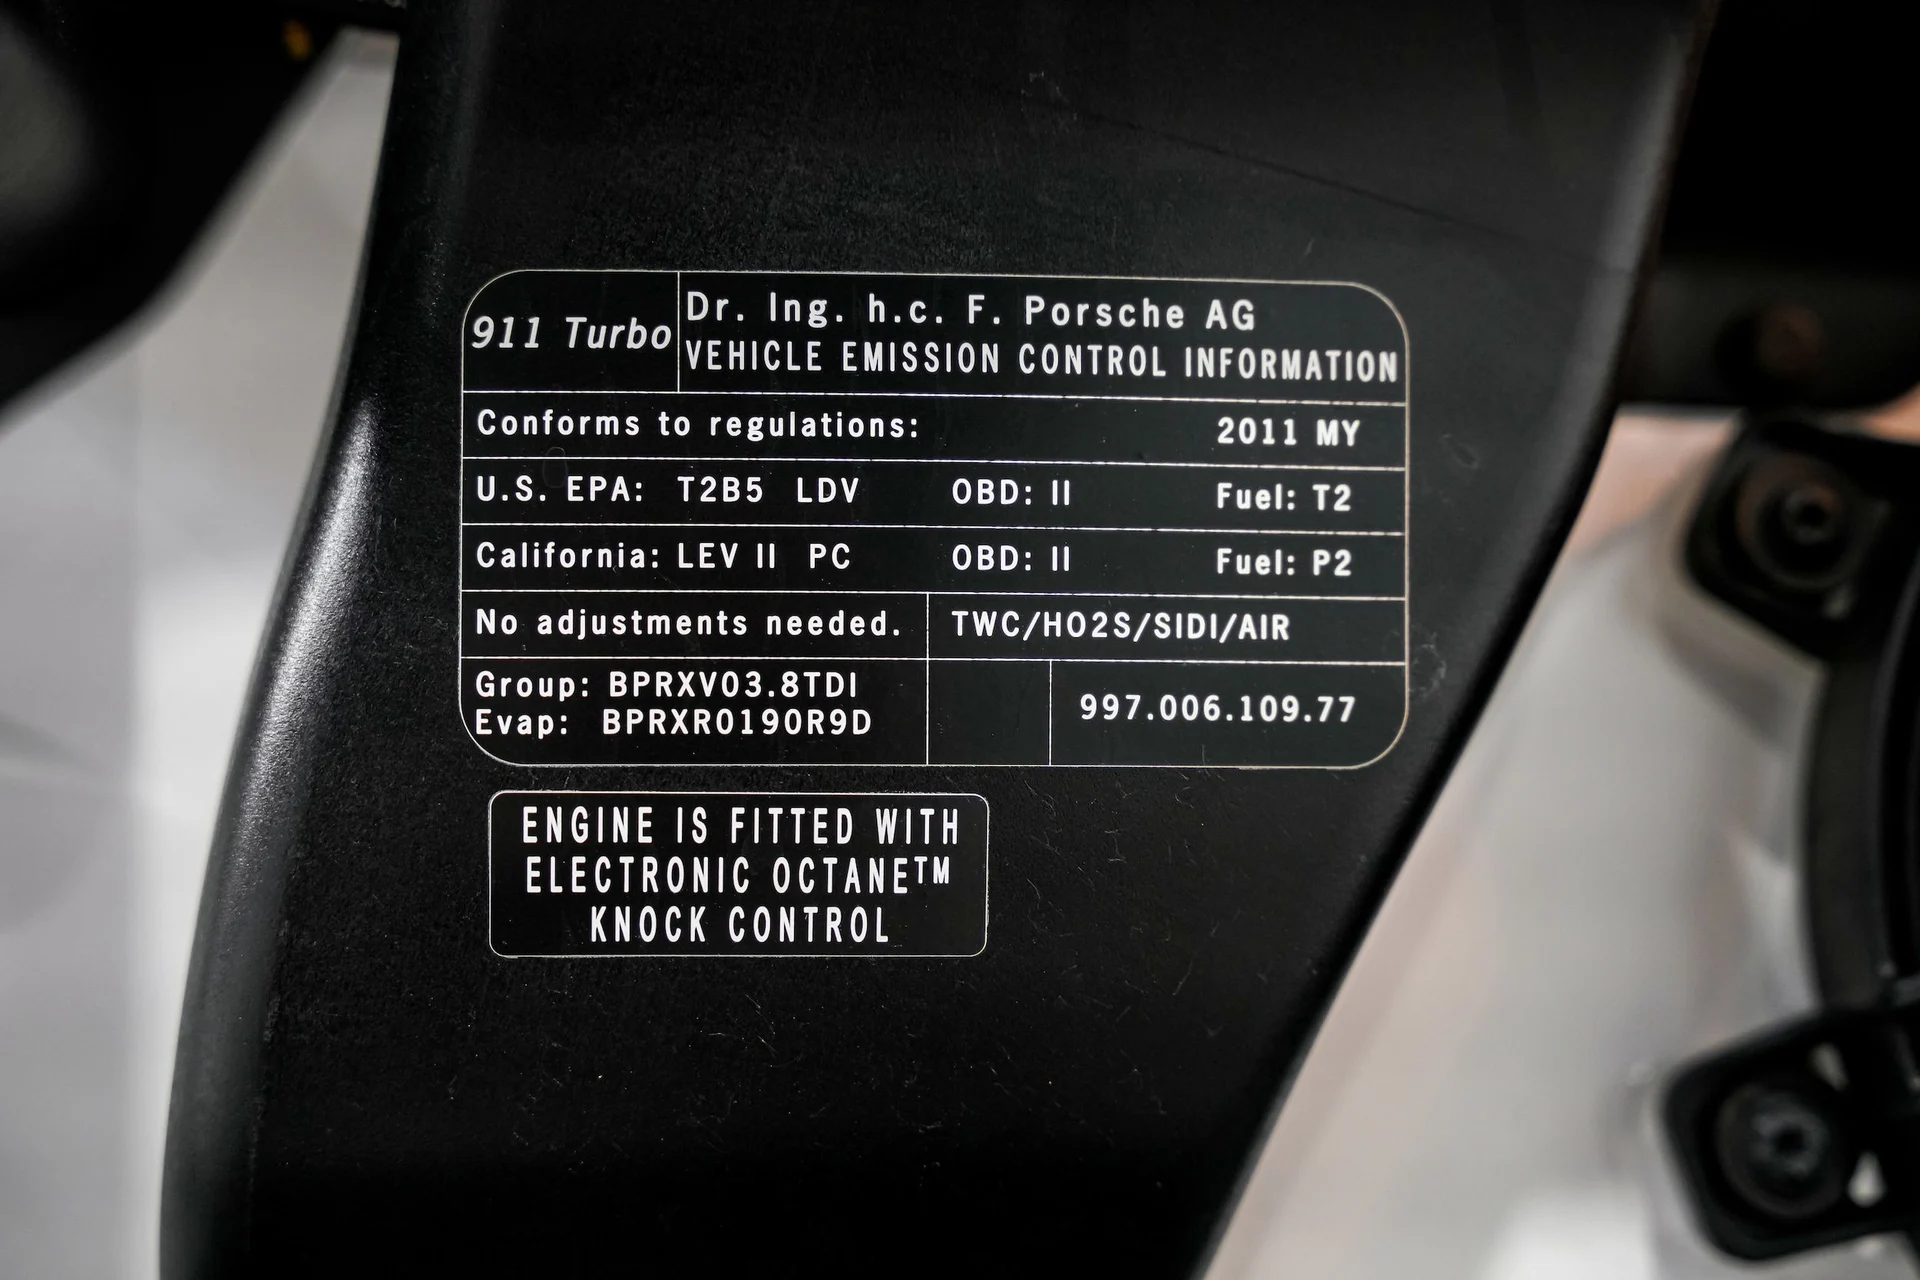 911 Turbo
Dr. Ing. h.c. F. Porsche AG
VEHICLE EMISSION CONTROL INFORMATION
Conforms to regulations: 2011 MY
U.S. EPA: T2B5 LDV OBD: II Fuel: T2
California: LEV II PC OBD: II Fuel: P2
No adjustments needed. TWC/HO2S/SIDI/AIR
Group: BPRXV03.8TDI
Evap: BPRXR0190R9D
997.006.109.77
ENGINE IS FITTED WITH
ELECTRONIC OCTANE™
KNOCK CONTROL